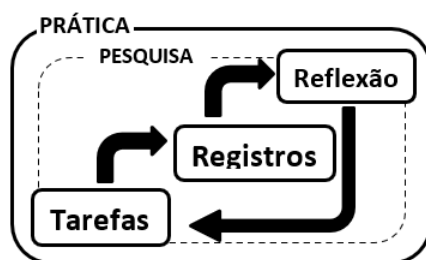 PRÁTICA
PESQUISA
Reflexão
Registros
Tarefas